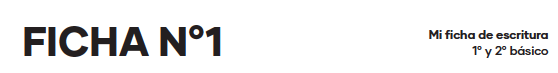 FICHA N°1
Mi ficha de escritura
1° y 2° básico